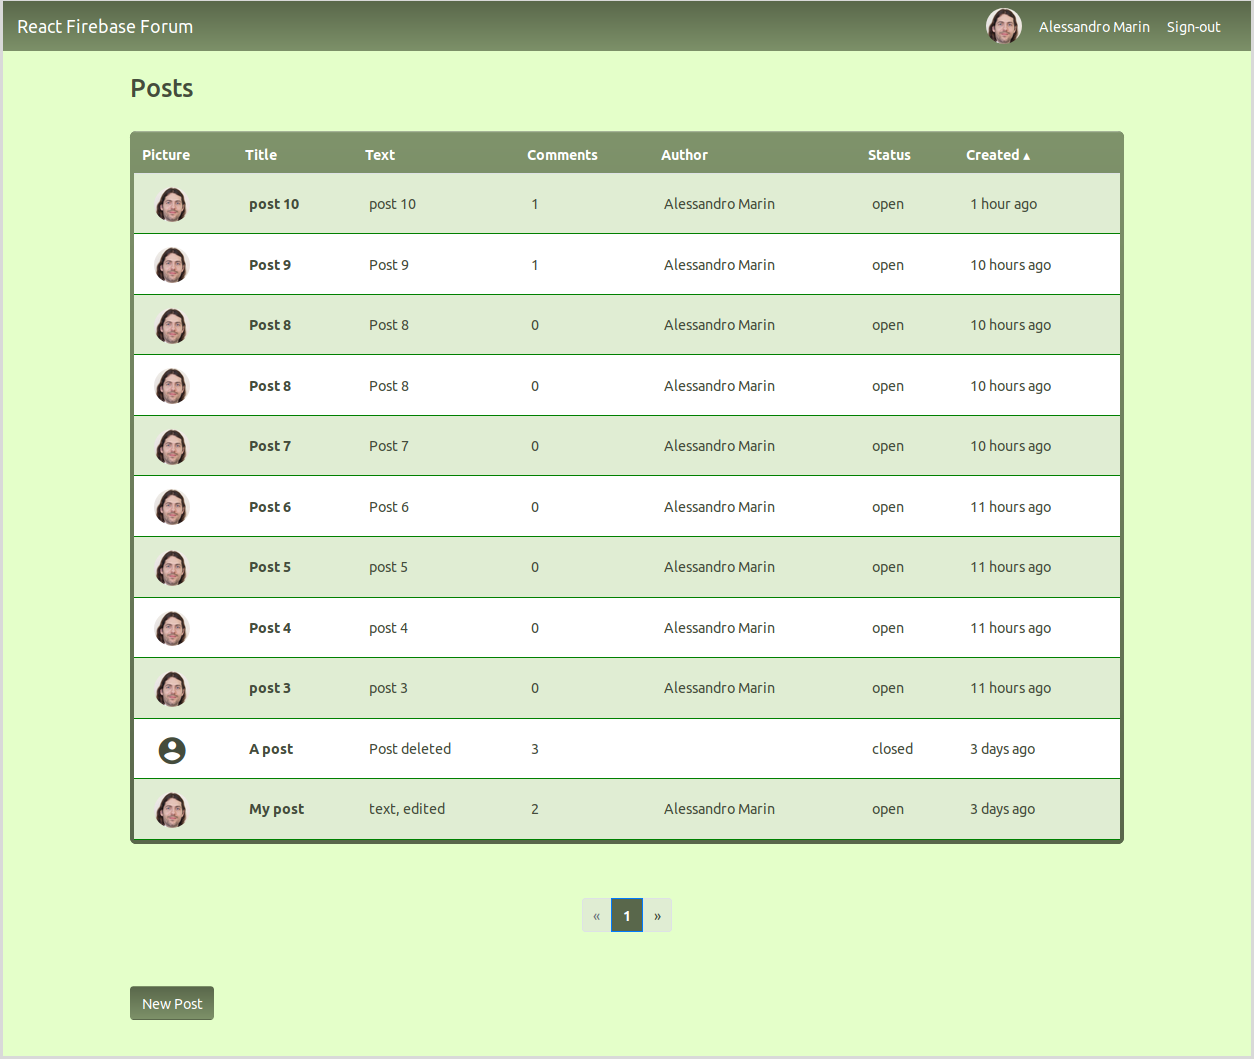 React Firebase Forum Alessandro Marin Sign-out
Posts
Picture Title Text Comments Author Status Created ▴
post 10 post 10 1 Alessandro Marin open 1 hour ago
Post 9 Post 9 1 Alessandro Marin open 10 hours ago
Post 8 Post 8 0 Alessandro Marin open 10 hours ago
Post 8 Post 8 0 Alessandro Marin open 10 hours ago
Post 7 Post 7 0 Alessandro Marin open 10 hours ago
Post 6 Post 6 0 Alessandro Marin open 11 hours ago
Post 5 post 5 0 Alessandro Marin open 11 hours ago
Post 4 post 4 0 Alessandro Marin open 11 hours ago
post 3 post 3 0 Alessandro Marin open 11 hours ago
A post Post deleted 3 closed 3 days ago
My post text, edited 2 Alessandro Marin open 3 days ago
« 1 »
New Post